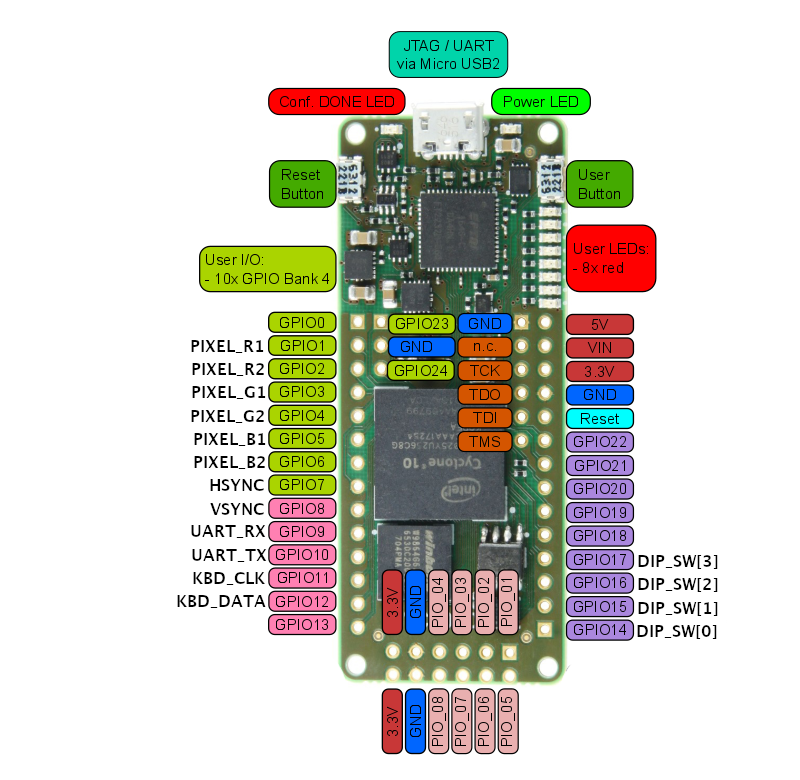 JTAG / UART
via Micro USB2
Conf. DONE LED
Power LED
Reset
Button
User
Button
User I/O:
- 10x GPIO Bank 4
User LEDs:
- 8x red
GPIO0 GPIO23 GND 5V
PIXEL_R1 GPIO1 GND n.c. VIN
PIXEL_R2 GPIO2 GPIO24 TCK 3.3V
PIXEL_G1 GPIO3 TDO GND
PIXEL_G2 GPIO4 TDI Reset
PIXEL_B1 GPIO5 TMS GPIO22
PIXEL_B2 GPIO6 GPIO21
HSYNC GPIO7 GPIO20
VSYNC GPIO8 GPIO19
UART_RX GPIO9 GPIO18
UART_TX GPIO10 GPIO17 DIP_SW[3]
KBD_CLK GPIO11 GPIO16 DIP_SW[2]
KBD_DATA GPIO12 GPIO15 DIP_SW[1]
GPIO13 GPIO14 DIP_SW[0]
Cyclone® 10
intel
3.3V GND PIO_04 PIO_03 PIO_02 PIO_01
3.3V GND PIO_08 PIO_07 PIO_06 PIO_05